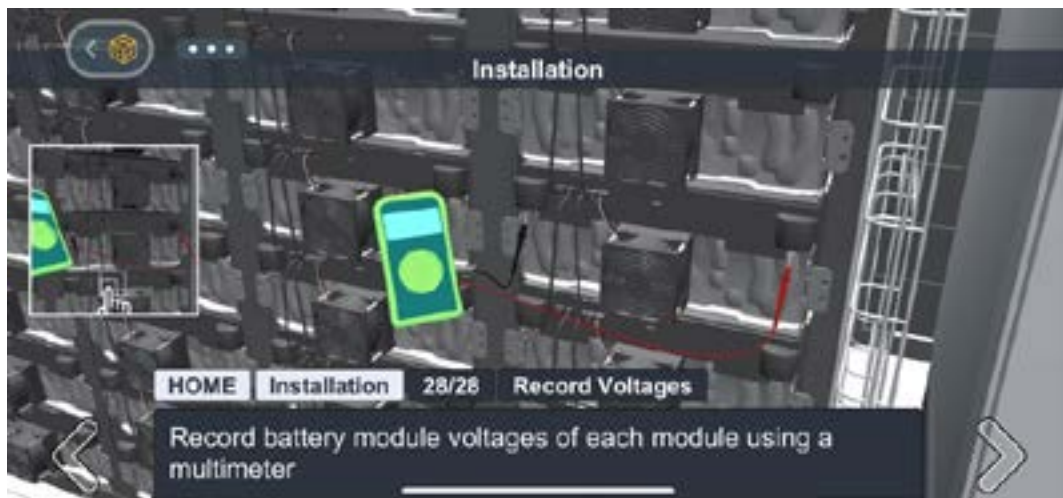 Installation
HOME Installation 28/28 Record Voltages
Record battery module voltages of each module using a
multimeter